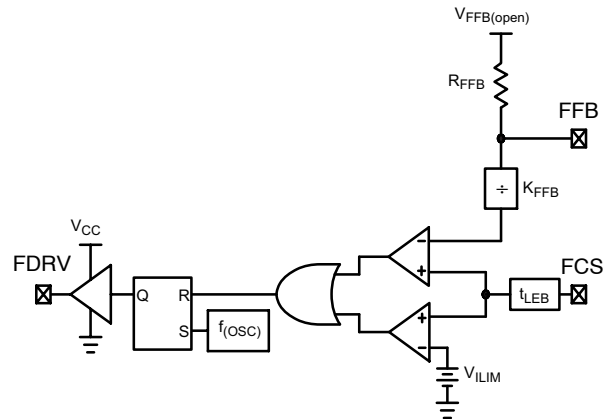 VFFB(open)
RFFB
FFB
÷
KFFB
VCC
FDRV
Q
R
S
f(OSC)
-
+
tLEB
FCS
+
-
VILIM